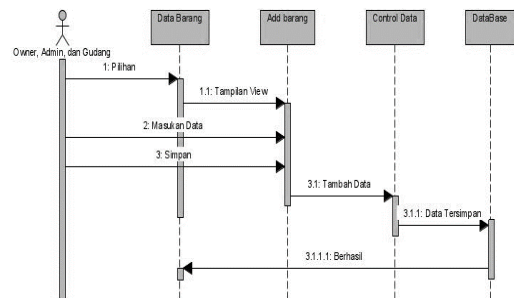 Data Barang
Add barang
Control Data
DataBase
Owner, Admin, dan Gudang
1: Pilihan
1.1: Tampilan View
2: Masukan Data
3: Simpan
3.1: Tambah Data
3.1.1: Data Tersimpan
3.1.1.1: Berhasil